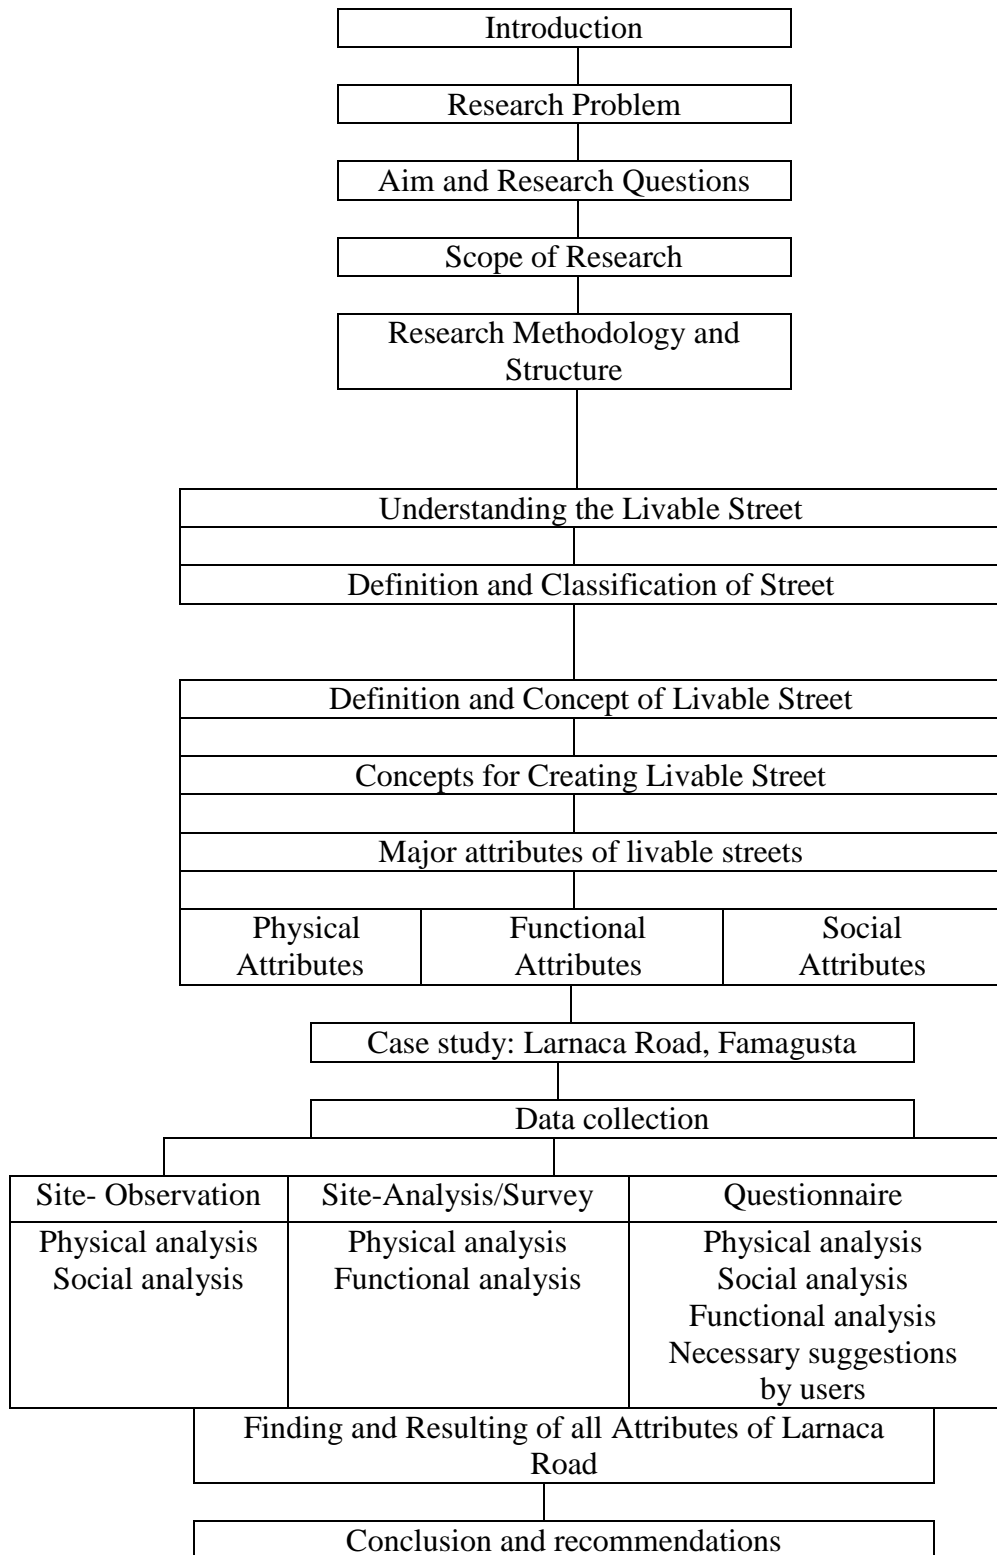 Introduction
Research Problem
Aim and Research Questions
Scope of Research
Research Methodology and
Structure
Understanding the Livable Street
Definition and Classification of Street
Definition and Concept of Livable Street
Concepts for Creating Livable Street
Major attributes of livable streets
Physical
Attributes
Functional
Attributes
Social
Attributes
Case study: Larnaca Road, Famagusta
Data collection
Site- Observation
Physical analysis
Social analysis
Site-Analysis/Survey
Physical analysis
Functional analysis
Questionnaire
Physical analysis
Social analysis
Functional analysis
Necessary suggestions
by users
Finding and Resulting of all Attributes of Larnaca
Road
Conclusion and recommendations